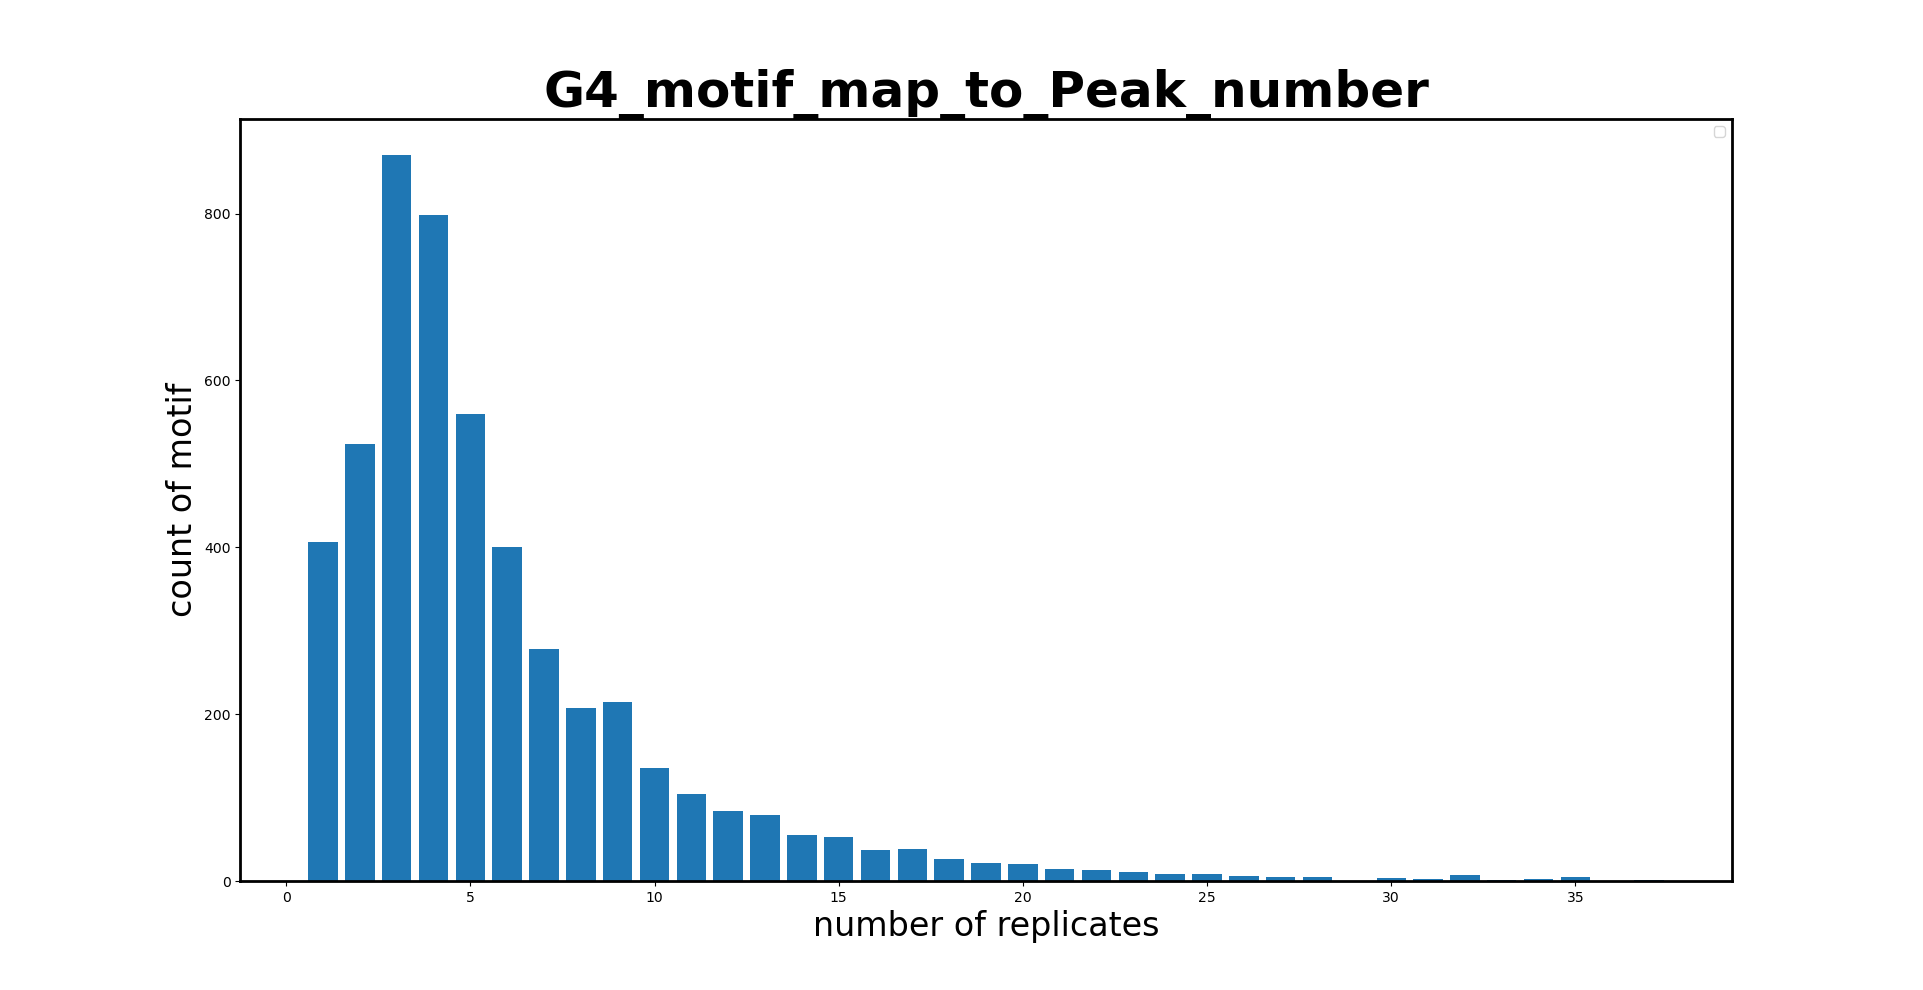 G4_motif_map_to_Peak_number
count of motif
800
600
400
200
0
0 5 10 15 20 25 30 35
number of replicates